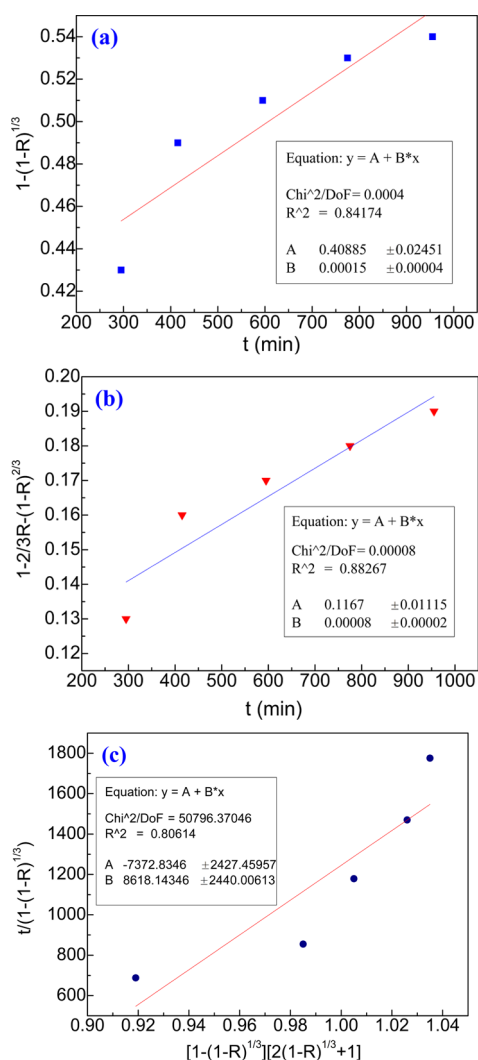 (a)
0.54
0.52
0.50
0.48
0.46
0.44
0.42
1-(1-R)^1/3
Equation: y = A + B*x
Chi^2/DoF = 0.0004
R^2 = 0.84174
A 0.40885 ±0.02451
B 0.00015 ±0.00004
200 300 400 500 600 700 800 900 1000
t (min)
(b)
0.20
0.19
0.18
0.17
0.16
0.15
0.14
0.13
0.12
1-2/3R-(1-R)^2/3
Equation: y = A + B*x
Chi^2/DoF= 0.00008
R^2 = 0.88267
A 0.1167 ±0.01115
B 0.00008 ±0.00002
200 300 400 500 600 700 800 900 1000
t (min)
(c)
1800
1600
1400
1200
1000
800
600
t/(1-(1-R)^1/3)
Equation: y = A + B*x
Chi^2/DoF = 50796.37046
R^2 = 0.80614
A -7372.8346 ±2427.45957
B 8618.14346 ±2440.00613
0.90 0.92 0.94 0.96 0.98 1.00 1.02 1.04
[1-(1-R)^1/3][2(1-R)^1/3+1]